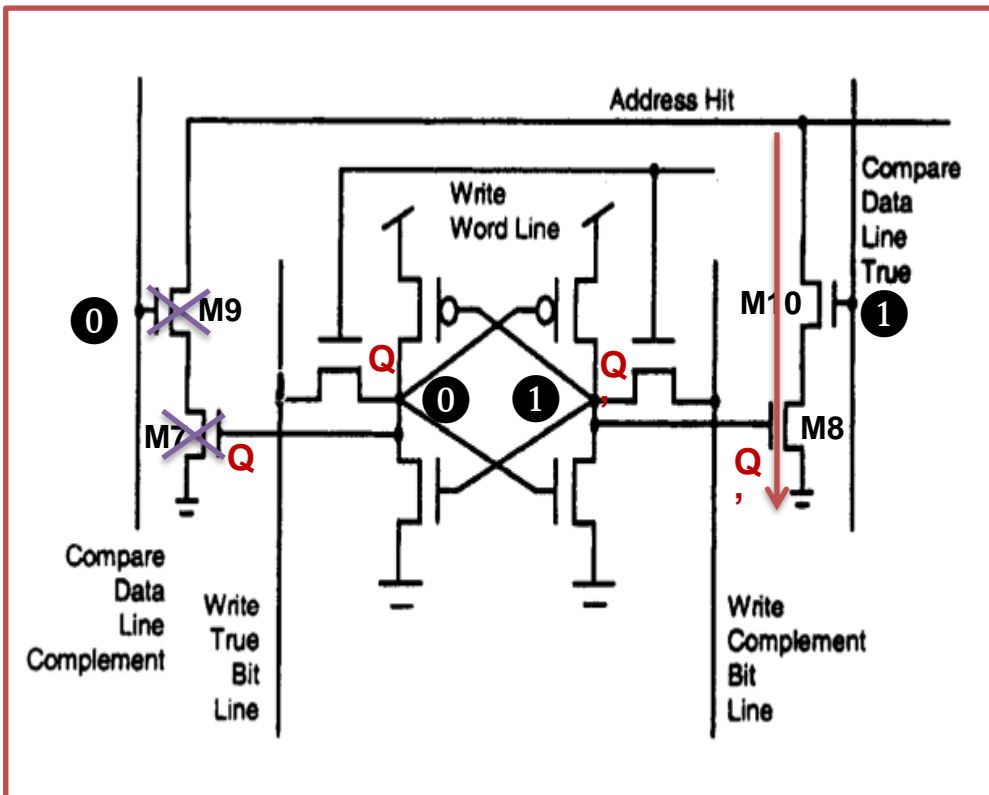 Address Hit
Compare
Data
Line
True
Write
Word Line
M9
M10
0
1
Q
Q
,
0
1
M7
Q
M8
Q
,
Compare
Data
Line
Complement
Write
True
Bit
Line
Write
Complement
Bit
Line